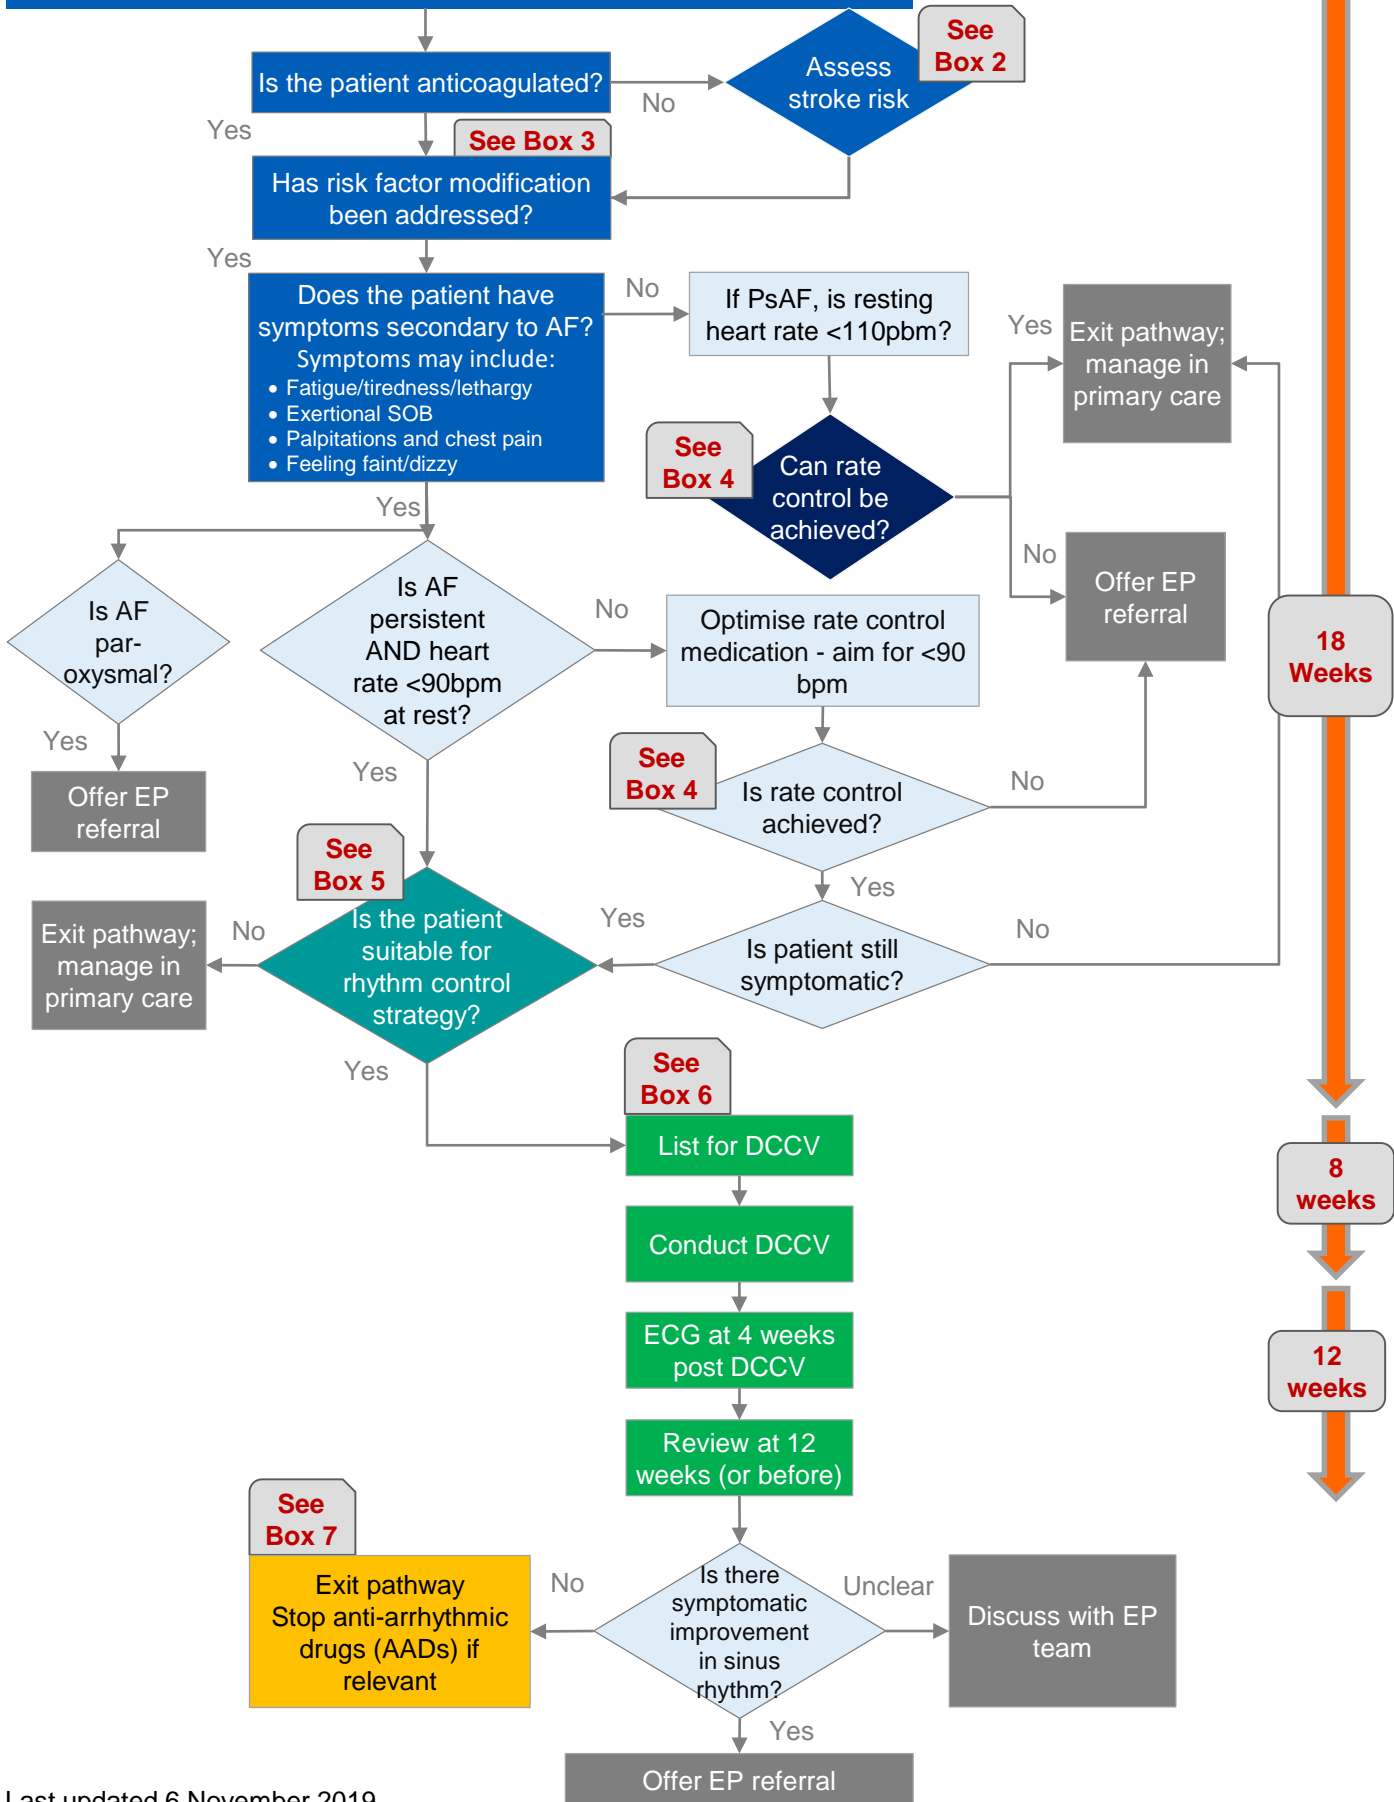 See
Box 2
Is the patient anticoagulated?
Assess
stroke risk
No
Yes
See Box 3
Has risk factor modification
been addressed?
Yes
Does the patient have
symptoms secondary to AF?
Symptoms may include:
• Fatigue/tiredness/lethargy
• Exertional SOB
• Palpitations and chest pain
• Feeling faint/dizzy
No
If PsAF, is resting
heart rate <110pbm?
Yes
Exit pathway;
manage in
primary care
See
Box 4
Can rate
control be
achieved?
No
Offer EP
referral
Yes
Is AF
par-
oxysmal?
Is AF
persistent
AND heart
rate <90bpm
at rest?
No
Optimise rate control
medication - aim for <90
bpm
18
Weeks
Yes
Offer EP
referral
Yes
See
Box 4
Is rate control
achieved?
No
See
Box 5
Yes
Exit pathway;
manage in
primary care
No
Is the patient
suitable for
rhythm control
strategy?
Yes
Is patient still
symptomatic?
No
Yes
See
Box 6
List for DCCV
8
weeks
Conduct DCCV
ECG at 4 weeks
post DCCV
12
weeks
Review at 12
weeks (or before)
See
Box 7
Exit pathway
Stop anti-arrhythmic
drugs (AADs) if
relevant
No
Is there
symptomatic
improvement
in sinus
rhythm?
Unclear
Discuss with EP
team
Yes
Offer EP referral
Last updated 6 November 2019